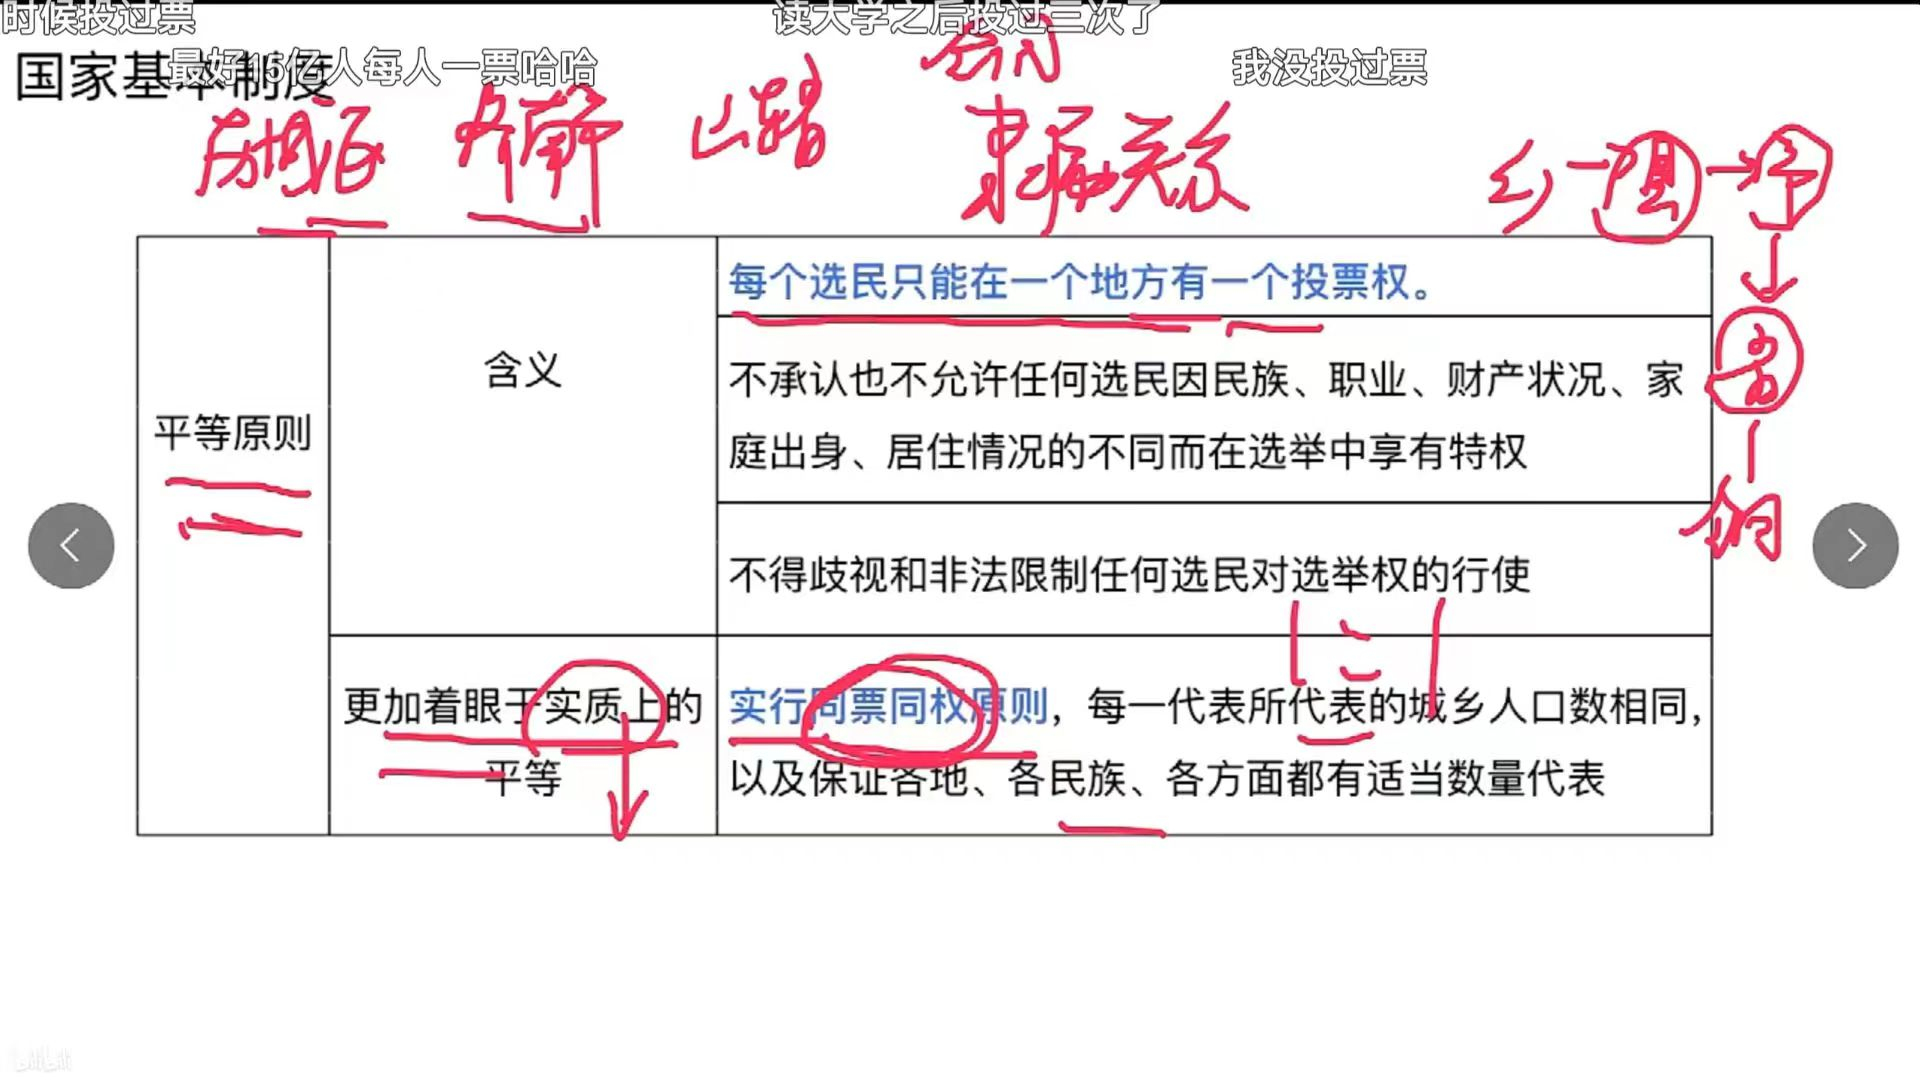 时候投过票
读大学之后投过三次了
最好15亿人每人一票哈哈
我没投过票
国家基本制度
全国
乡 县
每个选民只能在一个地方有一个投票权。
含义
不承认也不允许任何选民因民族、职业、财产状况、家
庭出身、居住情况的不同而在选举中享有特权
平等原则
不得歧视和非法限制任何选民对选举权的行使
更加着眼于实质上的
平等
实行同票同权原则，每一代表所代表的城乡人口数相同，
以及保证各地、各民族、各方面都有适当数量代表
bilibili